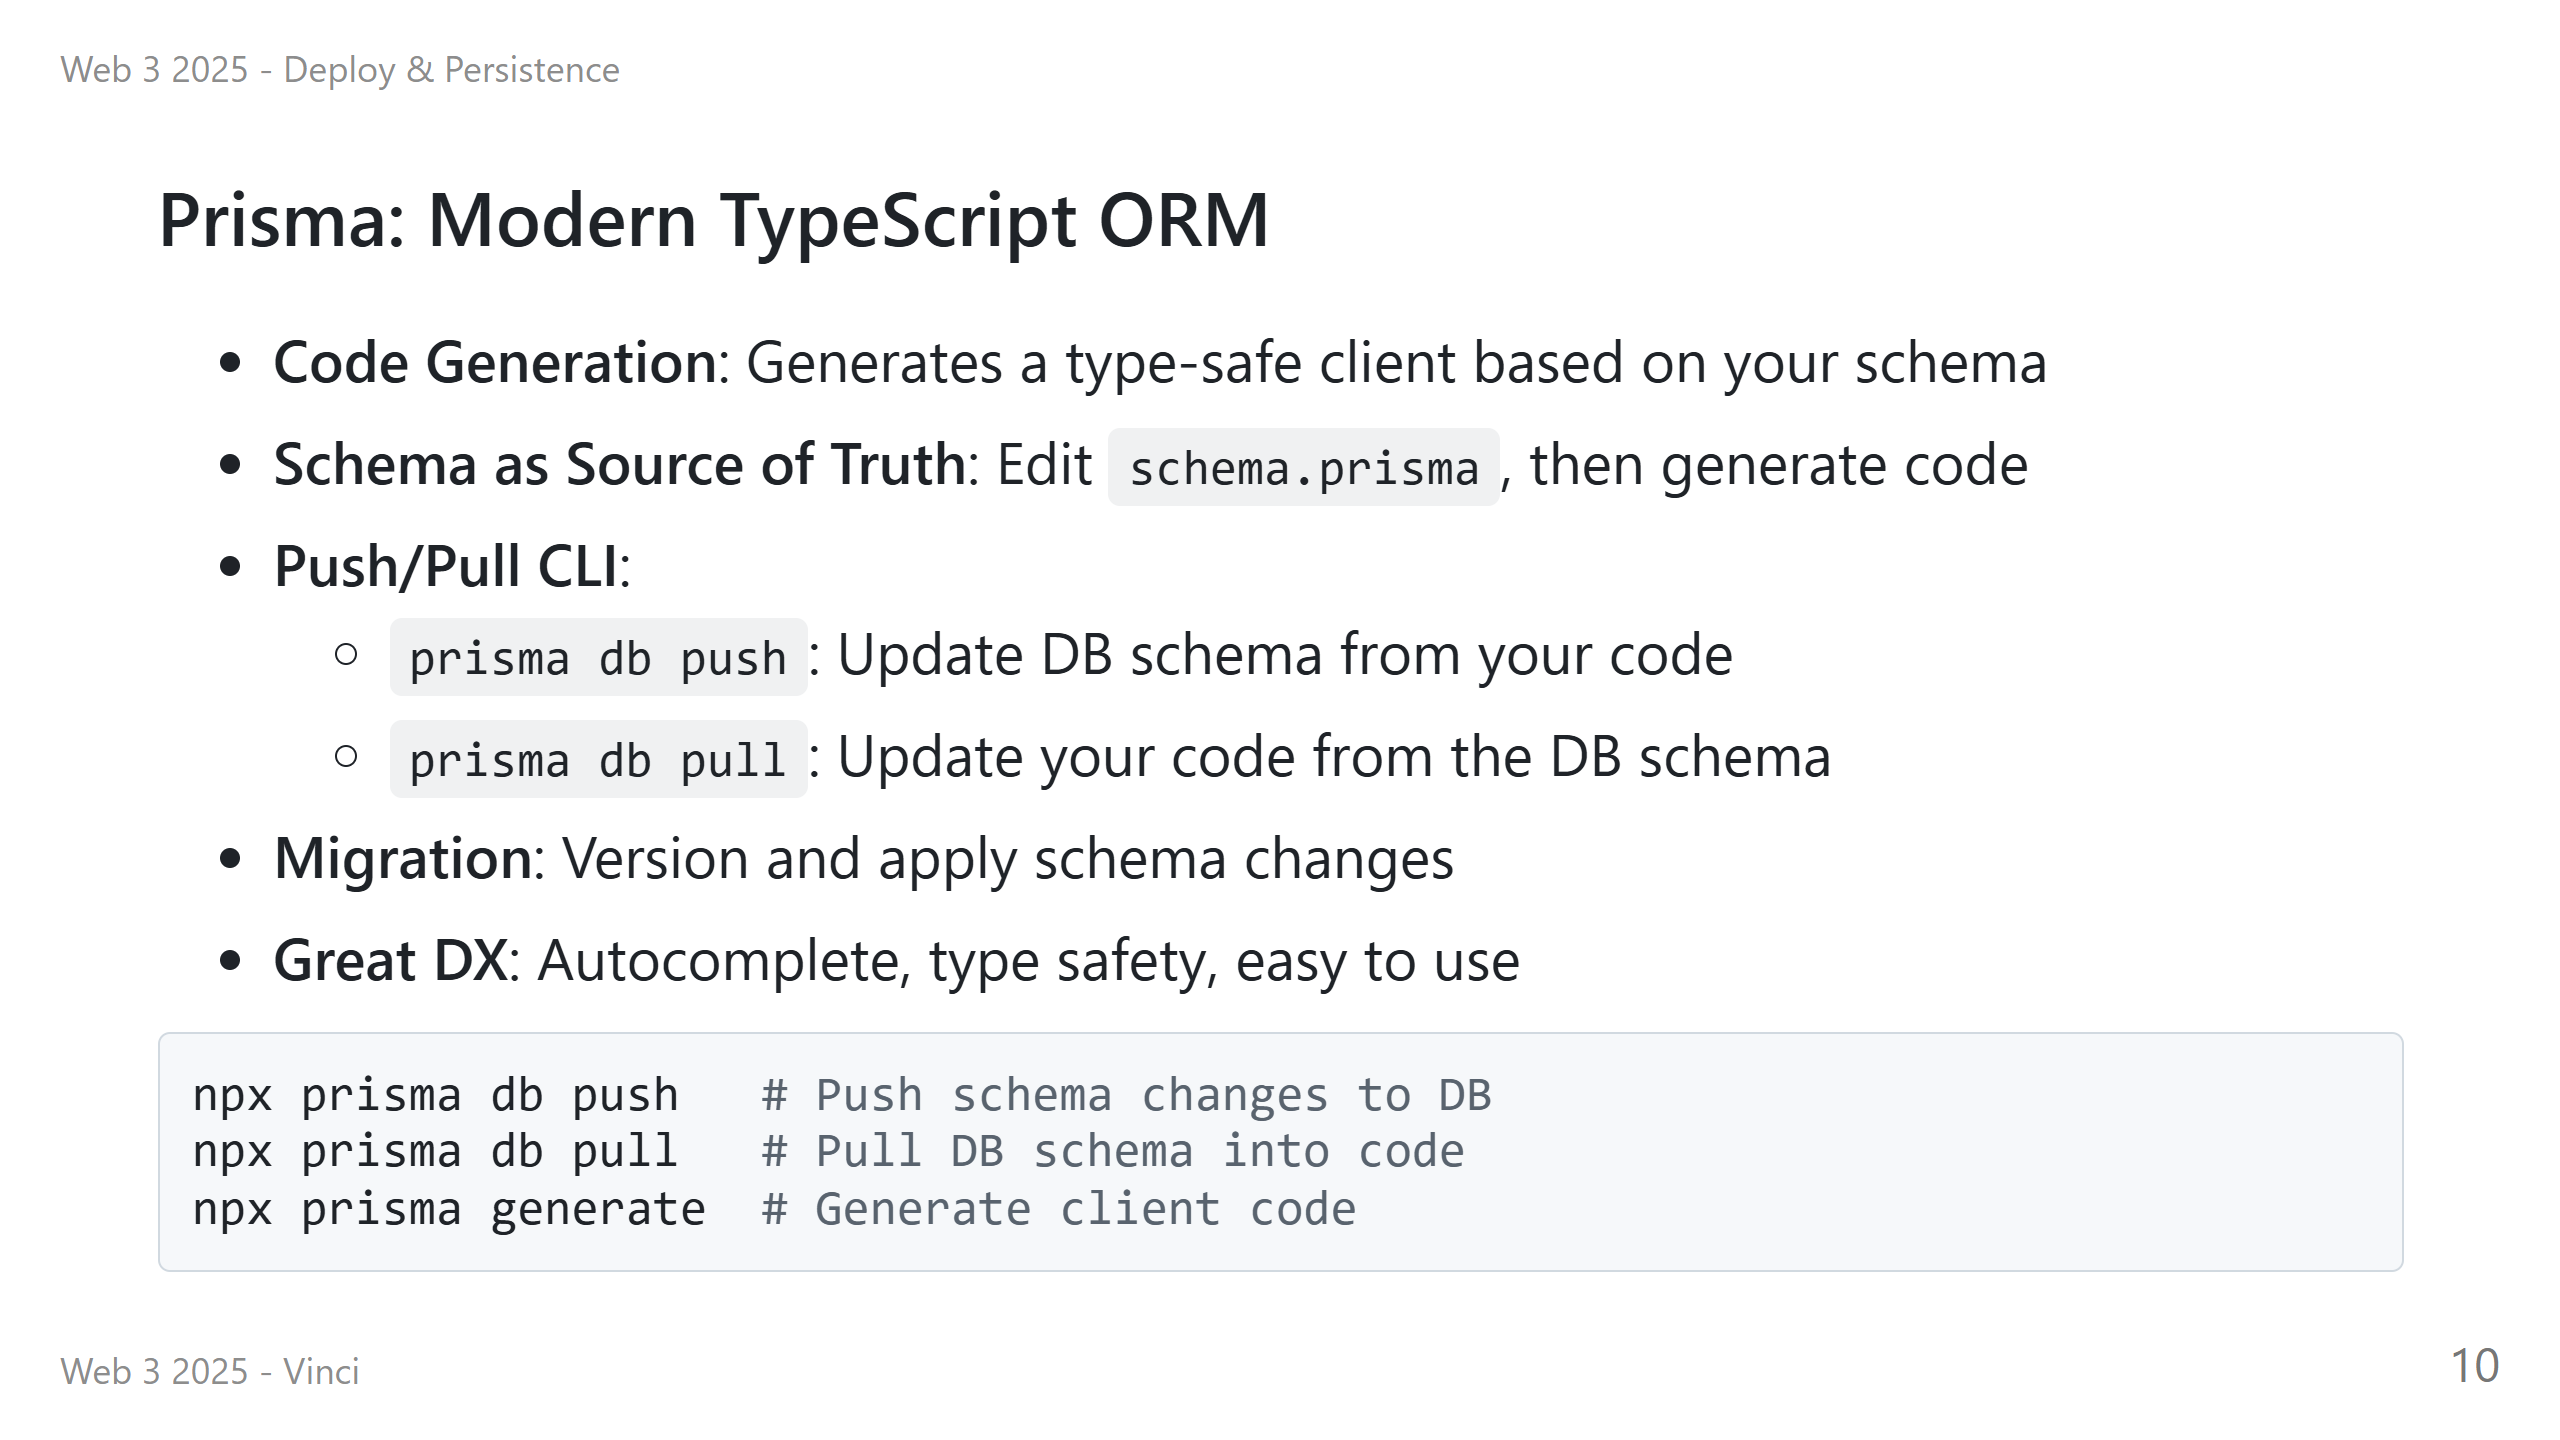 Web 3 2025 - Deploy & Persistence
Prisma: Modern TypeScript ORM
• Code Generation: Generates a type-safe client based on your schema
• Schema as Source of Truth: Edit schema.prisma, then generate code
• Push/Pull CLI:
○ prisma db push: Update DB schema from your code
○ prisma db pull: Update your code from the DB schema
• Migration: Version and apply schema changes
• Great DX: Autocomplete, type safety, easy to use
npx prisma db push   # Push schema changes to DB
npx prisma db pull   # Pull DB schema into code
npx prisma generate  # Generate client code
Web 3 2025 - Vinci
10